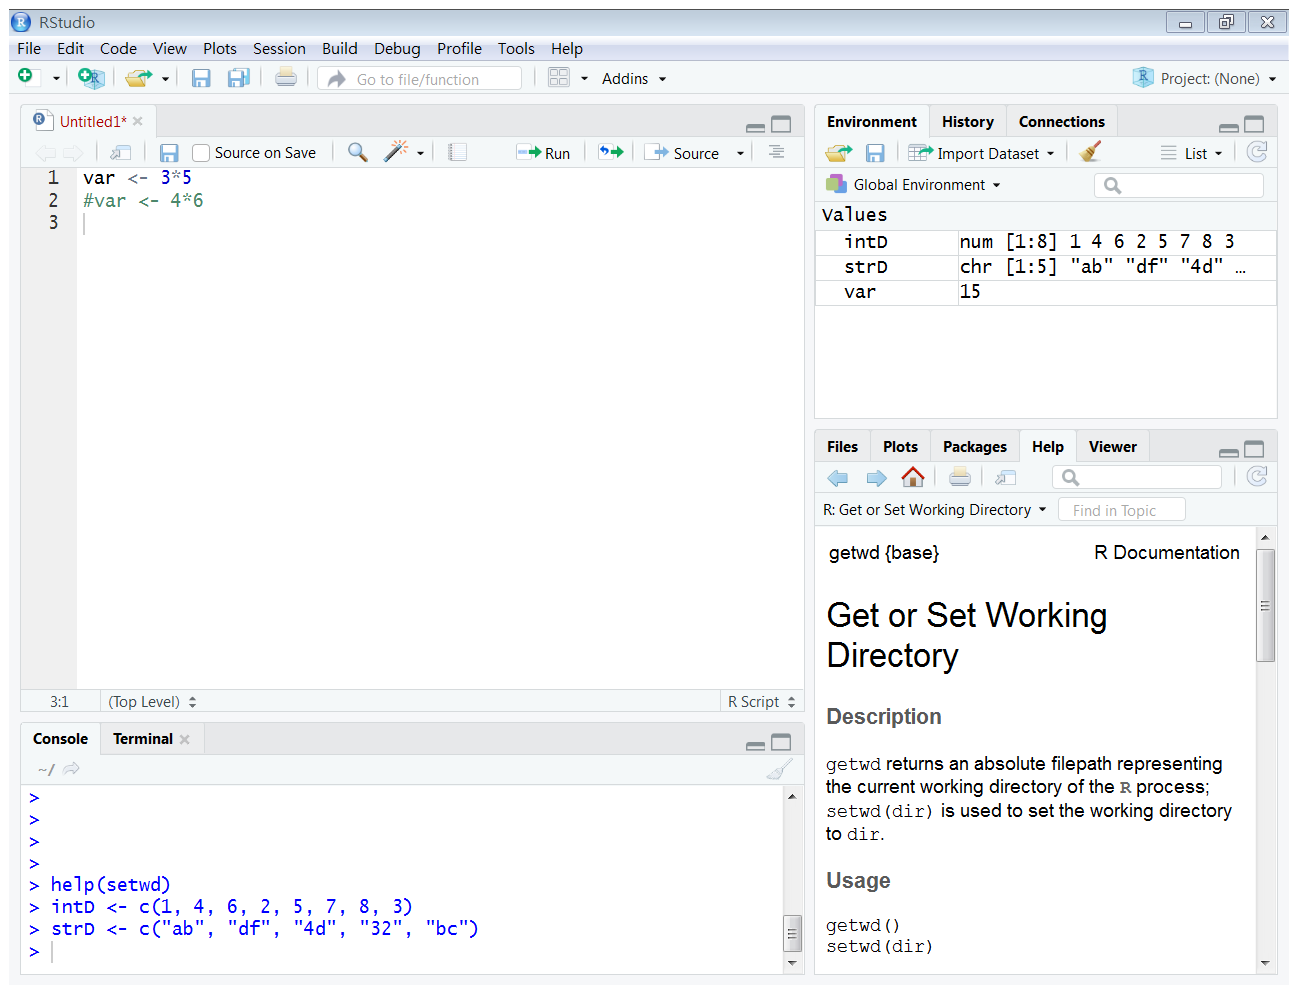 RStudio
File Edit Code View Plots Session Build Debug Profile Tools Help
Go to file/function Addins Project: (None)
Untitled1*
Source on Save Run Source
1 var <- 3*5
2 #var <- 4*6
3
3:1 (Top Level) R Script
Console Terminal
~/
>
>
>
>
> help(setwd)
> intD <- c(1, 4, 6, 2, 5, 7, 8, 3)
> strD <- c("ab", "df", "4d", "32", "bc")
>
Environment History Connections
Import Dataset List
Global Environment
Values
intD num [1:8] 1 4 6 2 5 7 8 3
strD chr [1:5] "ab" "df" "4d" …
var 15
Files Plots Packages Help Viewer
R: Get or Set Working Directory Find in Topic
getwd {base} R Documentation
Get or Set Working
Directory
Description
getwd returns an absolute filepath representing
the current working directory of the R process;
setwd(dir) is used to set the working directory
to dir.
Usage
getwd()
setwd(dir)